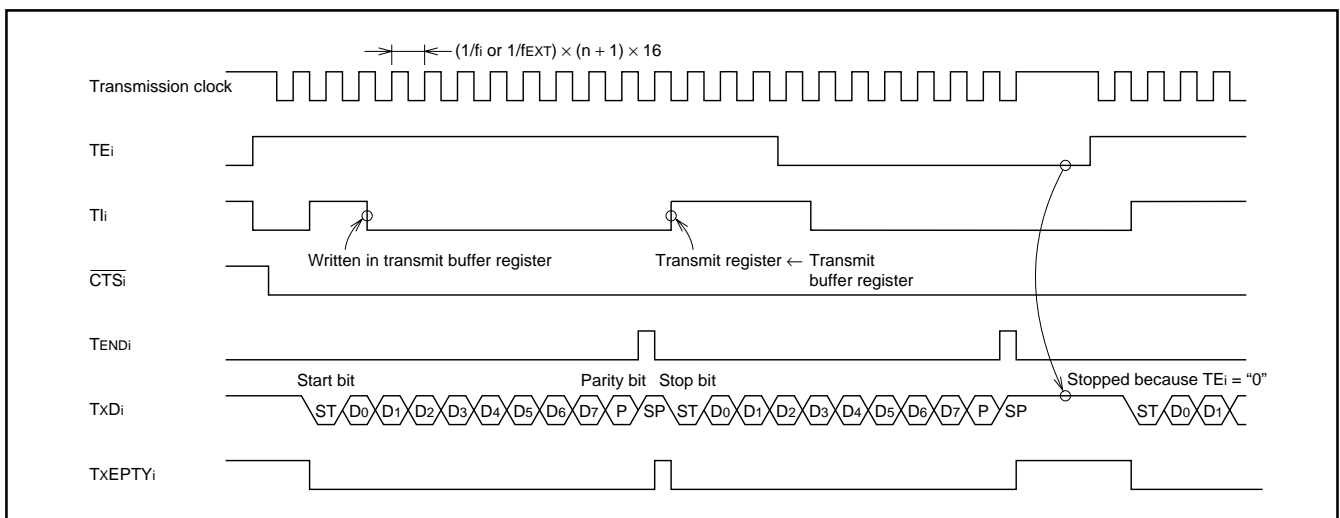 (1/fi or 1/fEXT) × (n + 1) × 16
Transmission clock
TEi
TIi
Written in transmit buffer register
Transmit register ← Transmit
buffer register
CTSi
TENDi
Start bit
Parity bit
Stop bit
Stopped because TEi = “0”
TXDi
ST D0 D1 D2 D3 D4 D5 D6 D7 P SP ST D0 D1 D2 D3 D4 D5 D6 D7 P SP ST D0 D1
TXEPTYi